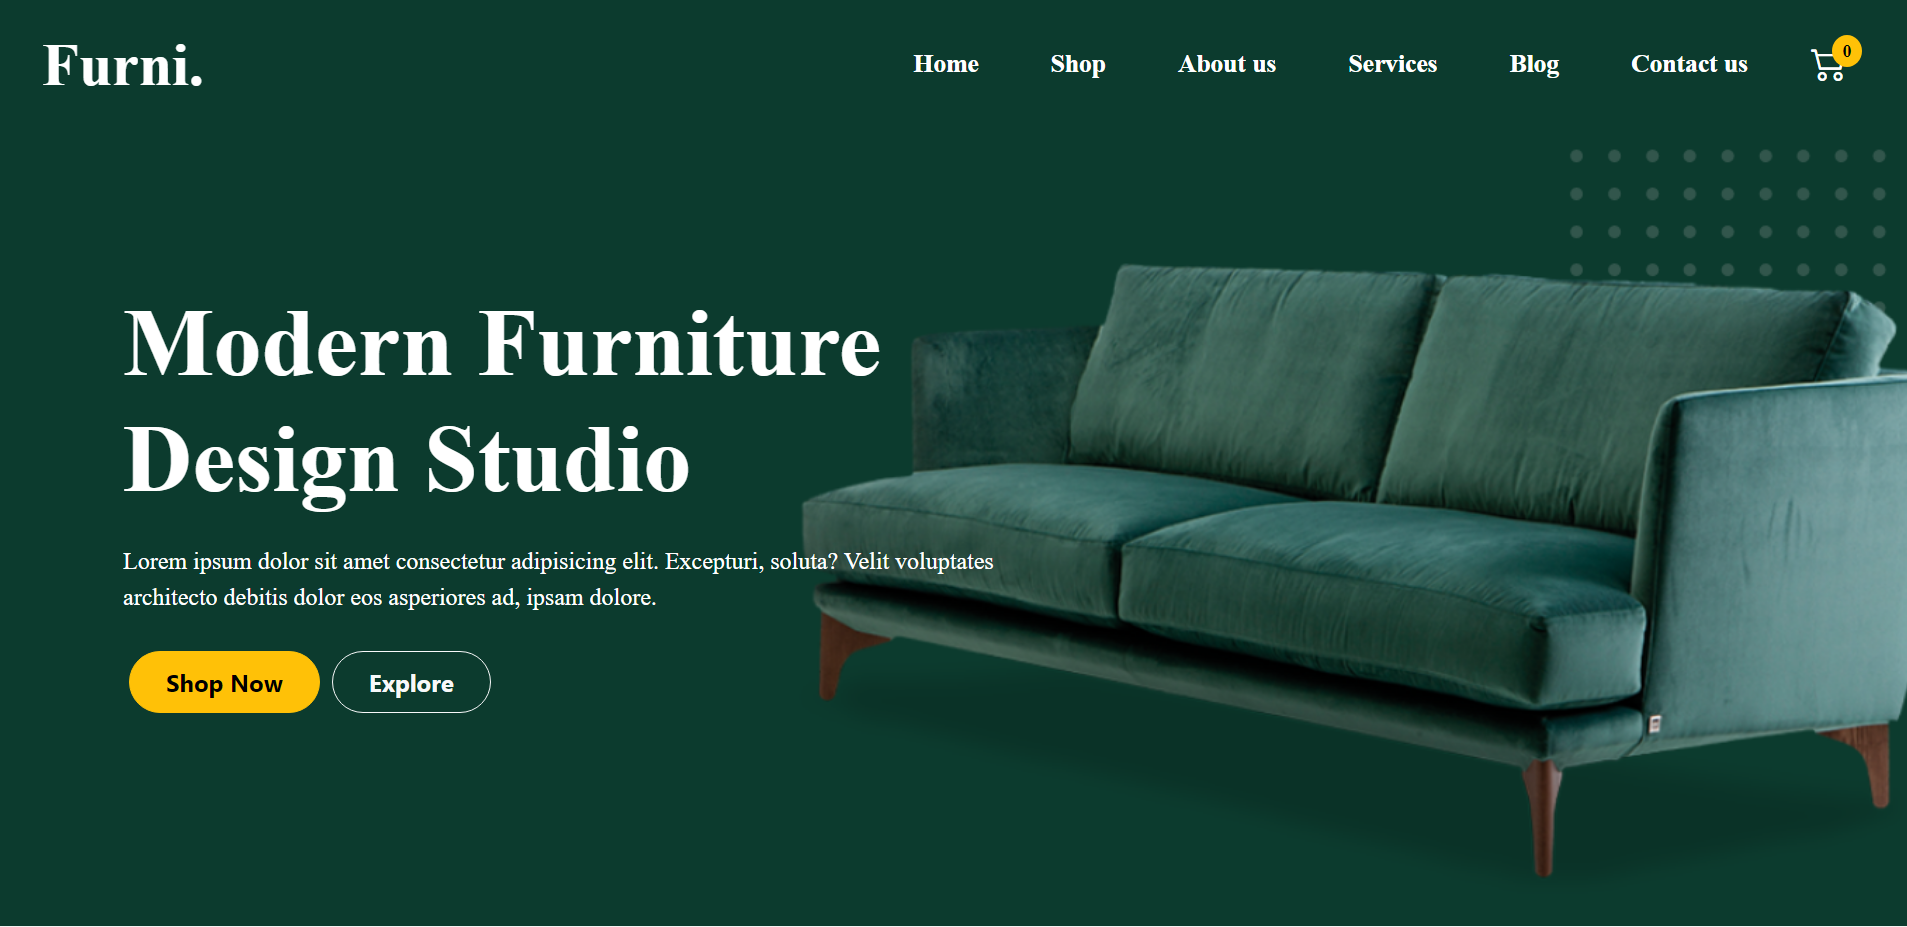 Furni.
Home Shop About us Services Blog Contact us 0
Modern Furniture
Design Studio
Lorem ipsum dolor sit amet consectetur adipisicing elit. Excepturi, soluta? Velit voluptates
architecto debitis dolor eos asperiores ad, ipsam dolore.
Shop Now Explore